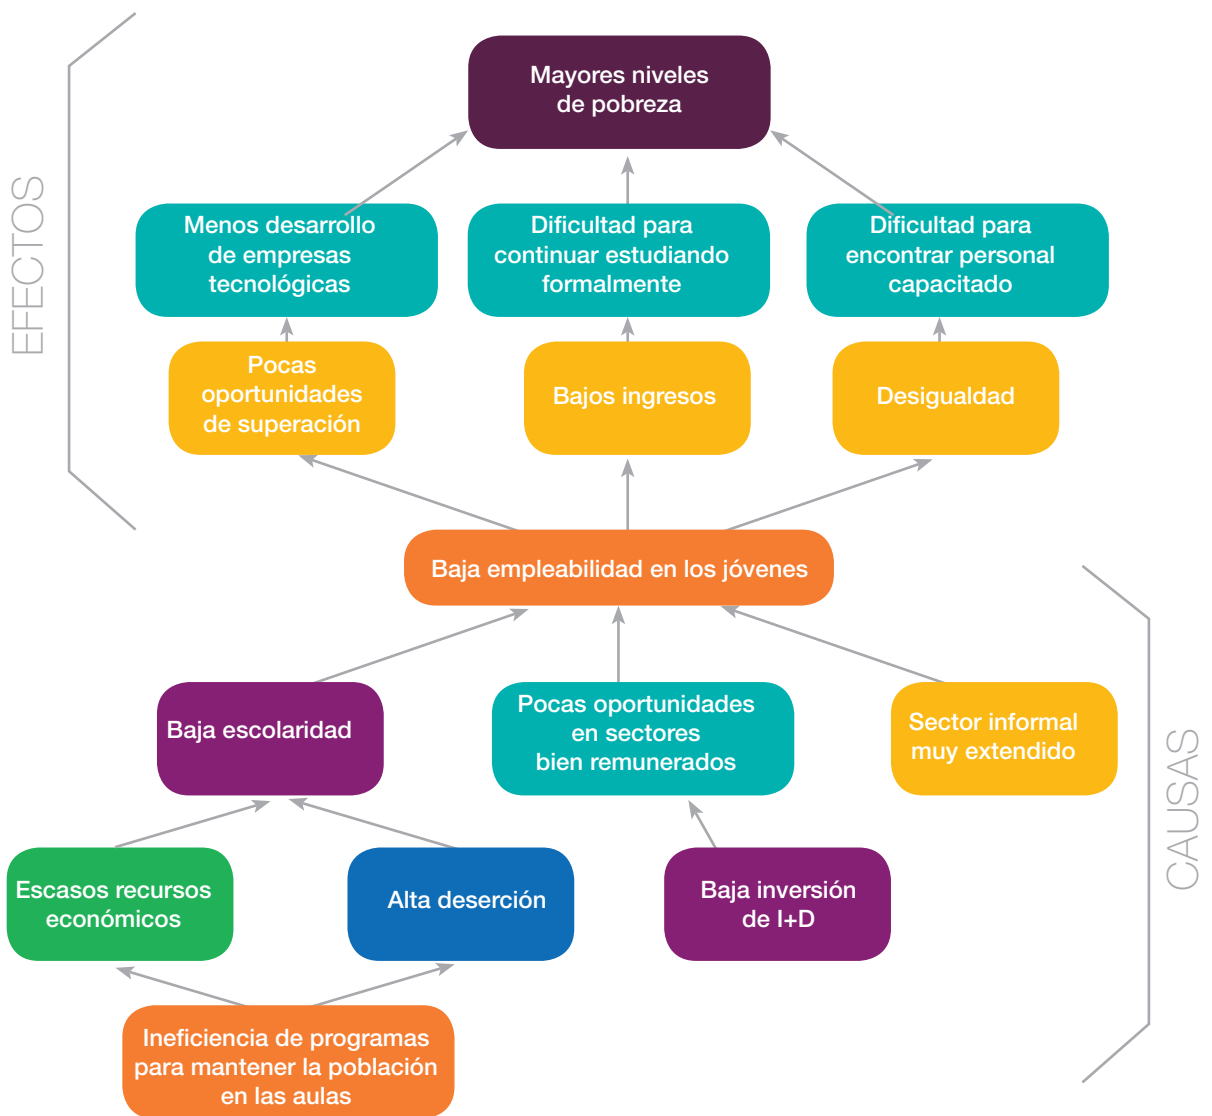 EFECTOS
Mayores niveles
de pobreza
Menos desarrollo
de empresas
tecnológicas
Dificultad para
continuar estudiando
formalmente
Dificultad para
encontrar personal
capacitado
Pocas
oportunidades
de superación
Bajos ingresos
Desigualdad
Baja empleabilidad en los jóvenes
CAUSAS
Baja escolaridad
Pocas oportunidades
en sectores
bien remunerados
Sector informal
muy extendido
Escasos recursos
económicos
Alta deserción
Baja inversión
de I+D
Ineficiencia de programas
para mantener la población
en las aulas